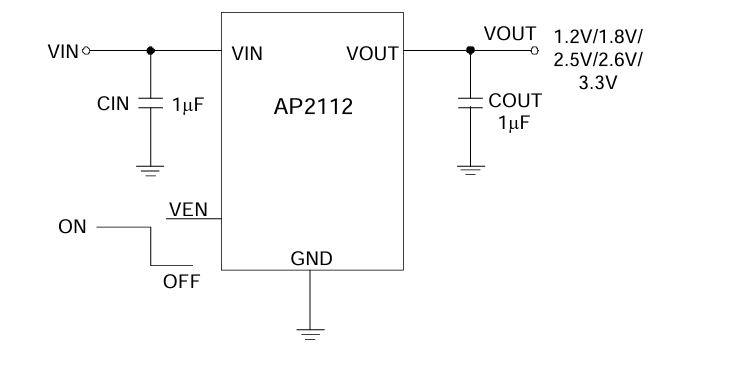 VIN
VIN
VOUT
VOUT
1.2V/1.8V/
2.5V/2.6V/
3.3V
CIN
1μF
AP2112
COUT
1μF
VEN
ON
OFF
GND